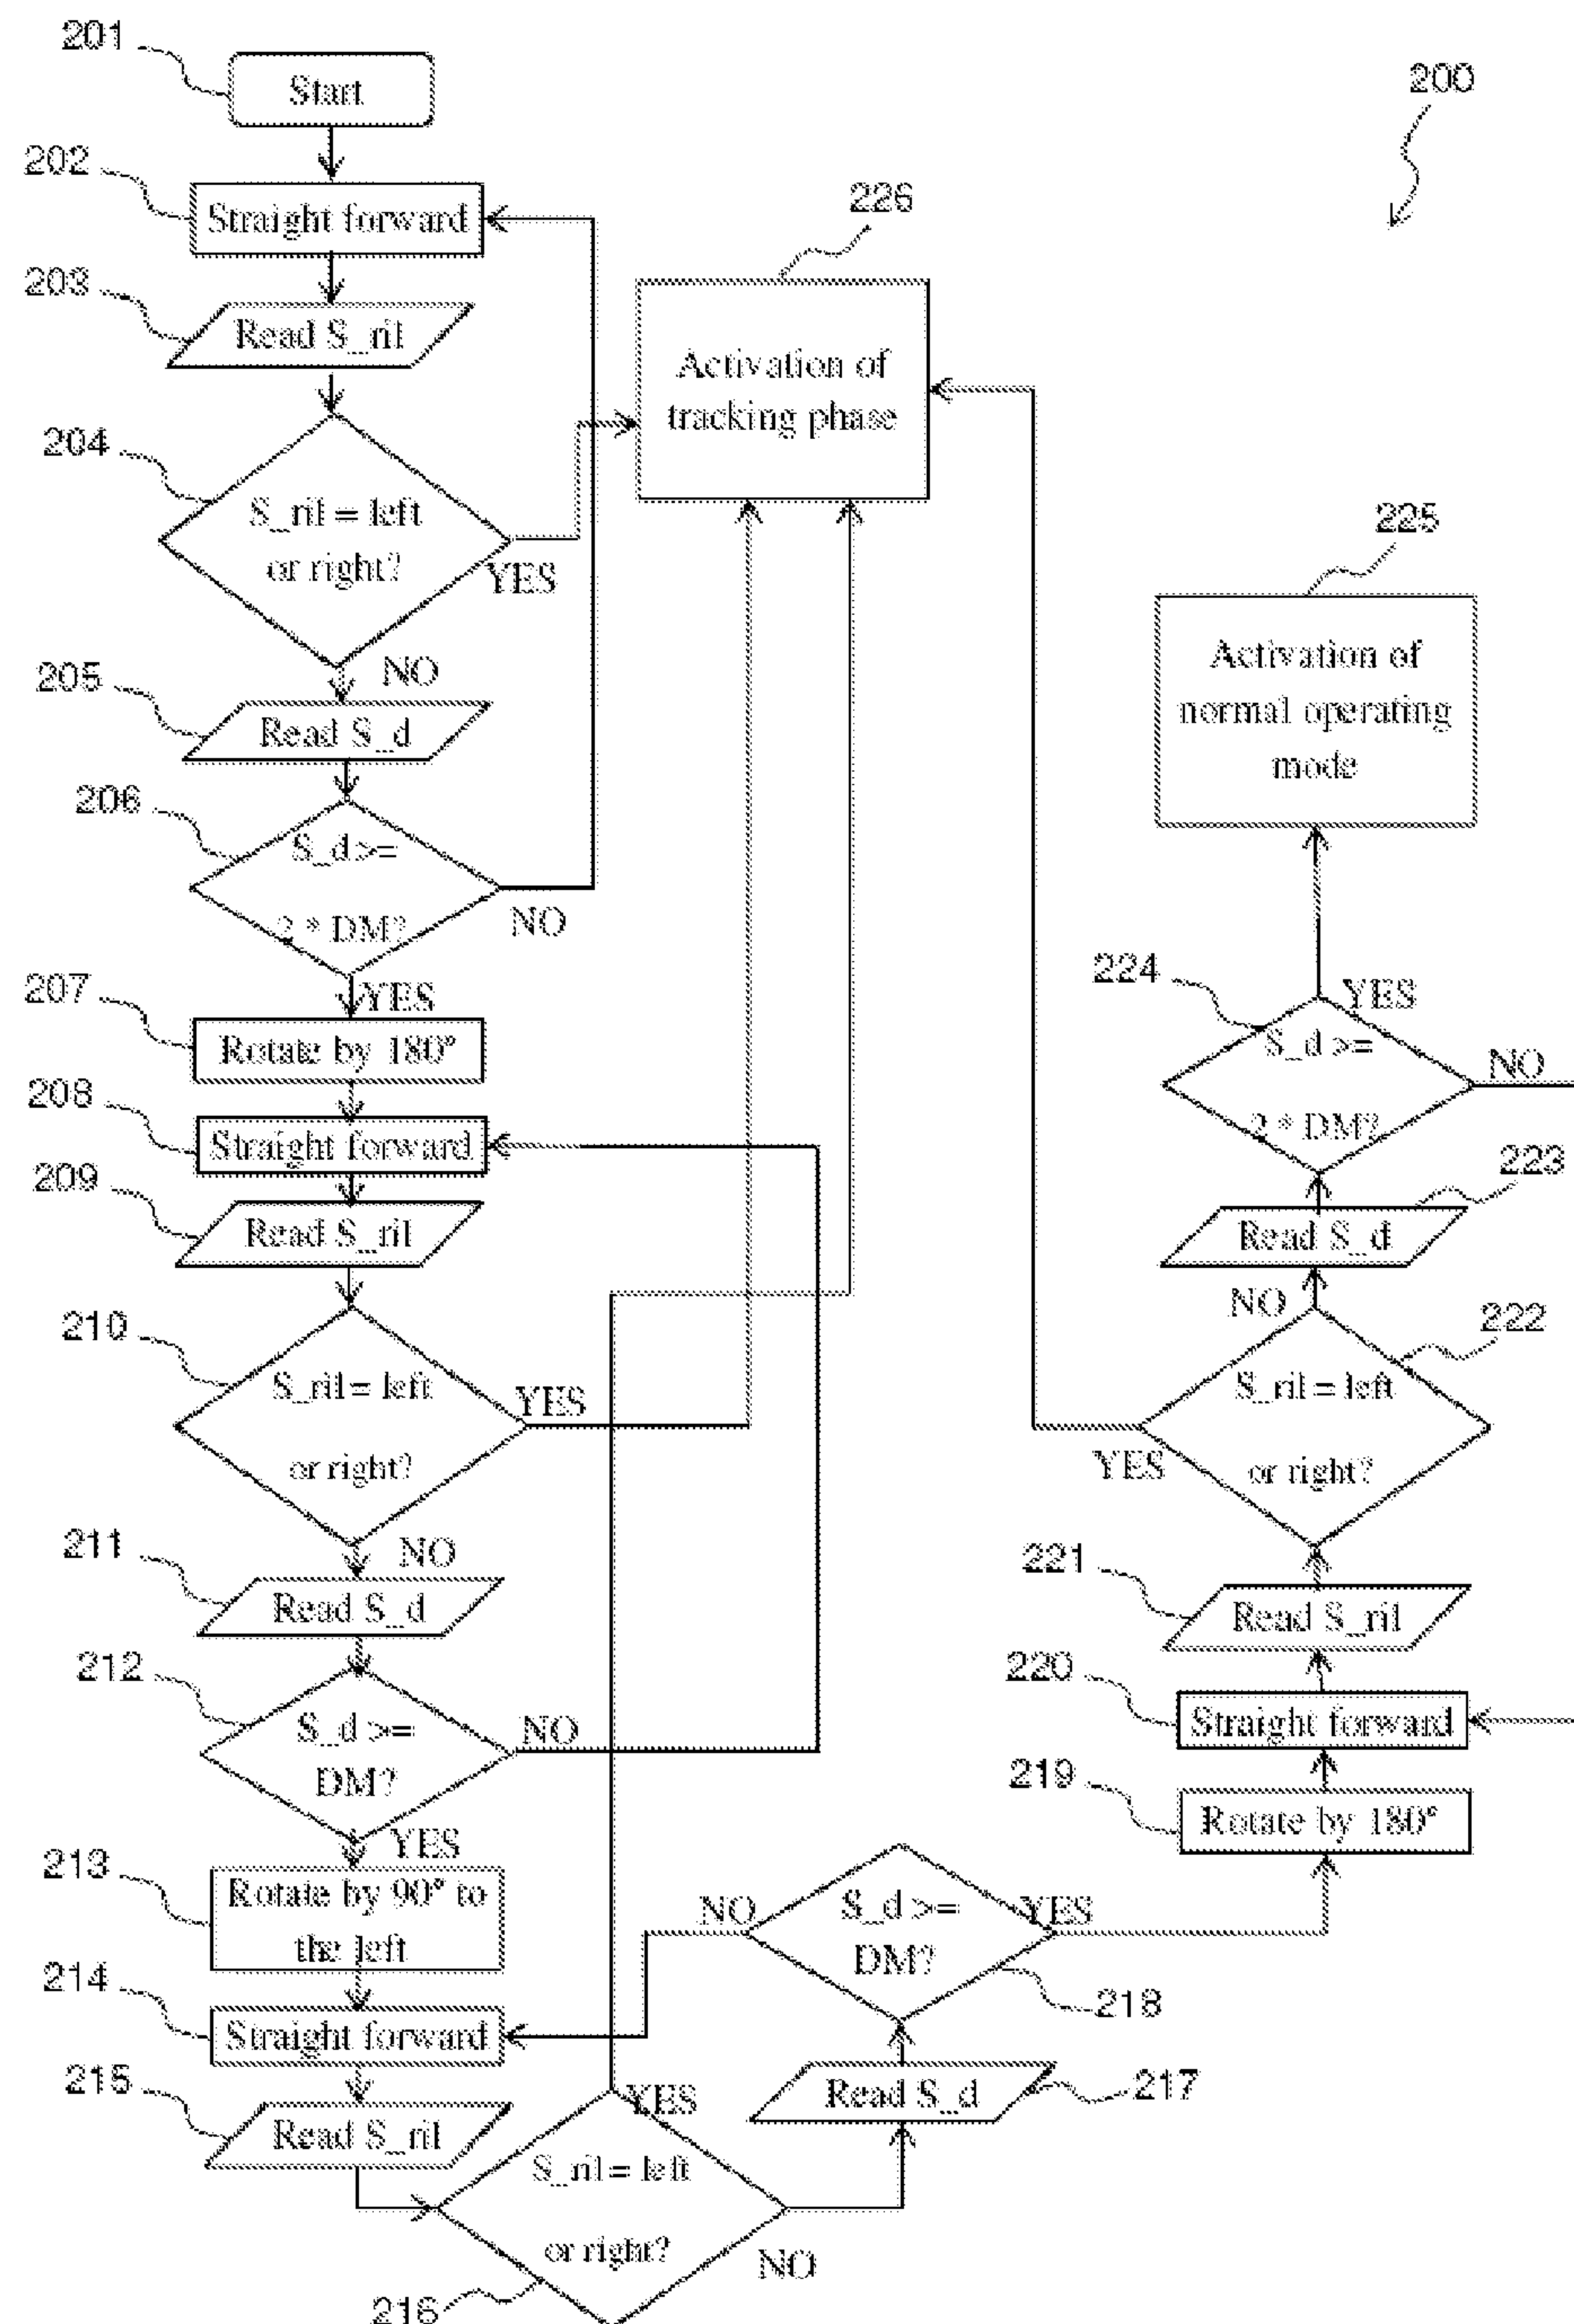 201
Start
200
202
Straight forward
226
203
Read S_ril
Activation of
tracking phase
204
S_ril = left
or right?
YES
NO
205
Read S_d
206
S_d >=
2 * DM?
NO
YES
207
Rotate by 180°
208
Straight forward
209
Read S_ril
210
S_ril = left
or right?
YES
NO
211
Read S_d
212
S_d >=
DM?
NO
YES
213
Rotate by 90° to
the left
214
Straight forward
215
Read S_ril
YES
S_ril = left
or right?
NO
216
Read S_d
217
NO
S_d >=
DM?
YES
218
219
Rotate by 180°
220
Straight forward
221
Read S_ril
222
S_ril = left
or right?
YES
NO
223
Read S_d
224
S_d >=
2 * DM?
NO
YES
225
Activation of
normal operating
mode